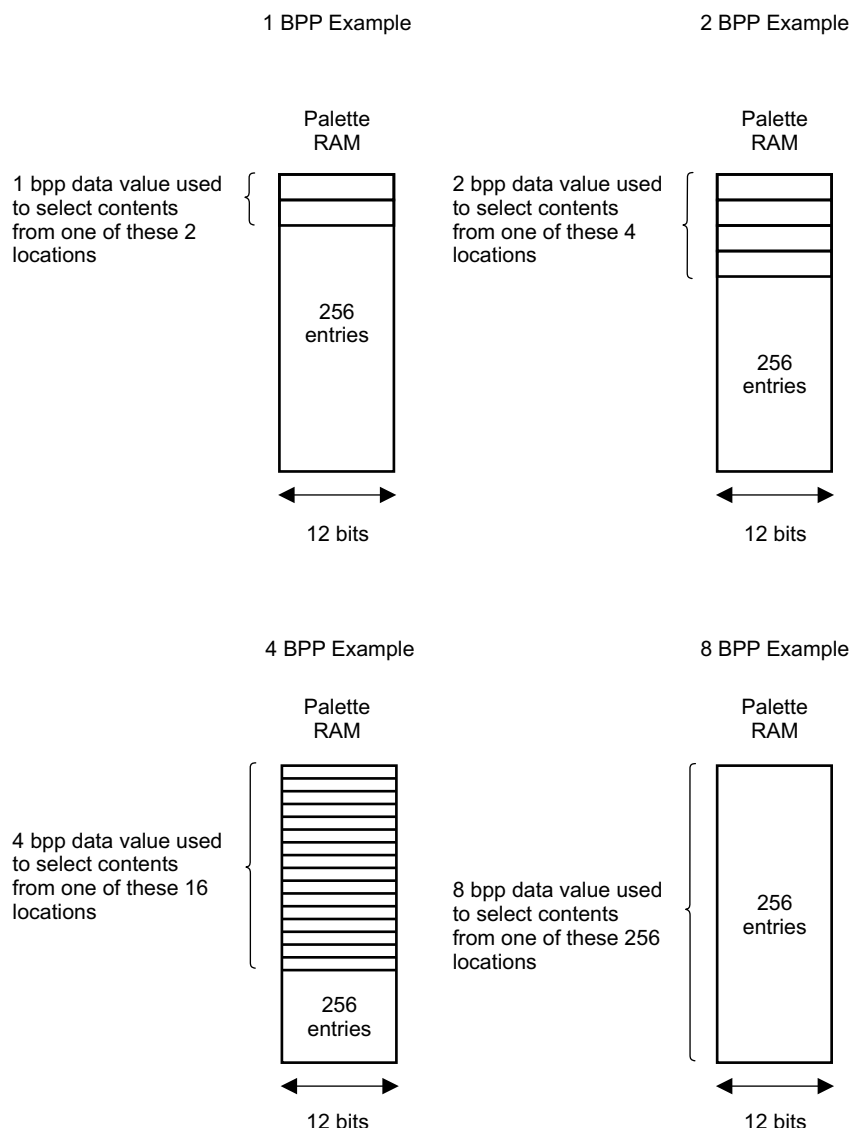 1 BPP Example
Palette
RAM
1 bpp data value used
to select contents
from one of these 2
locations
256
entries
12 bits
2 BPP Example
Palette
RAM
2 bpp data value used
to select contents
from one of these 4
locations
256
entries
12 bits
4 BPP Example
Palette
RAM
4 bpp data value used
to select contents
from one of these 16
locations
256
entries
12 bits
8 BPP Example
Palette
RAM
8 bpp data value used
to select contents
from one of these 256
locations
256
entries
12 bits